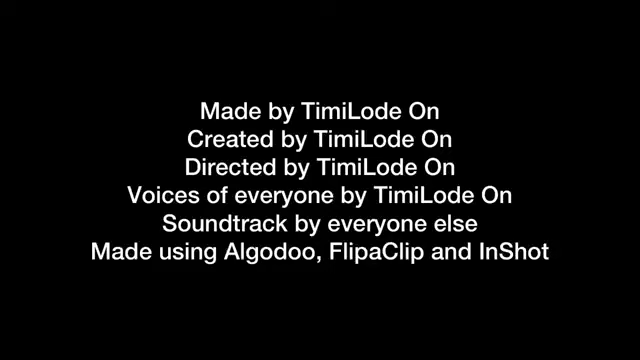 Made by TimiLode On
Created by TimiLode On
Directed by TimiLode On
Voices of everyone by TimiLode On
Soundtrack by everyone else
Made using Algodoo, FlipaClip and InShot